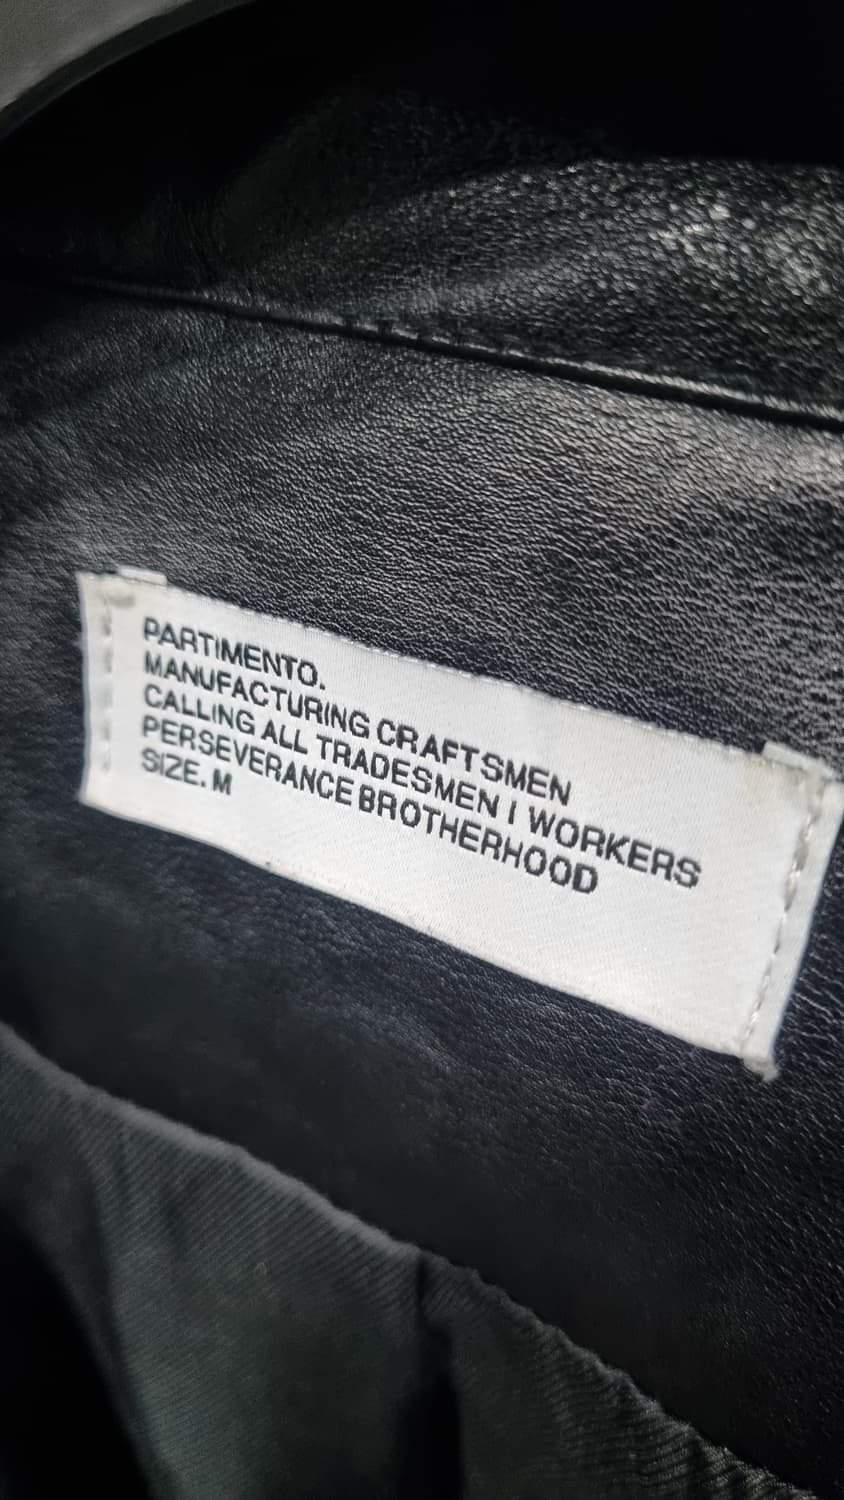 PARTIMENTO.
MANUFACTURING CRAFTSMEN
CALLING ALL TRADESMEN I WORKERS
PERSEVERANCE BROTHERHOOD
SIZE. M